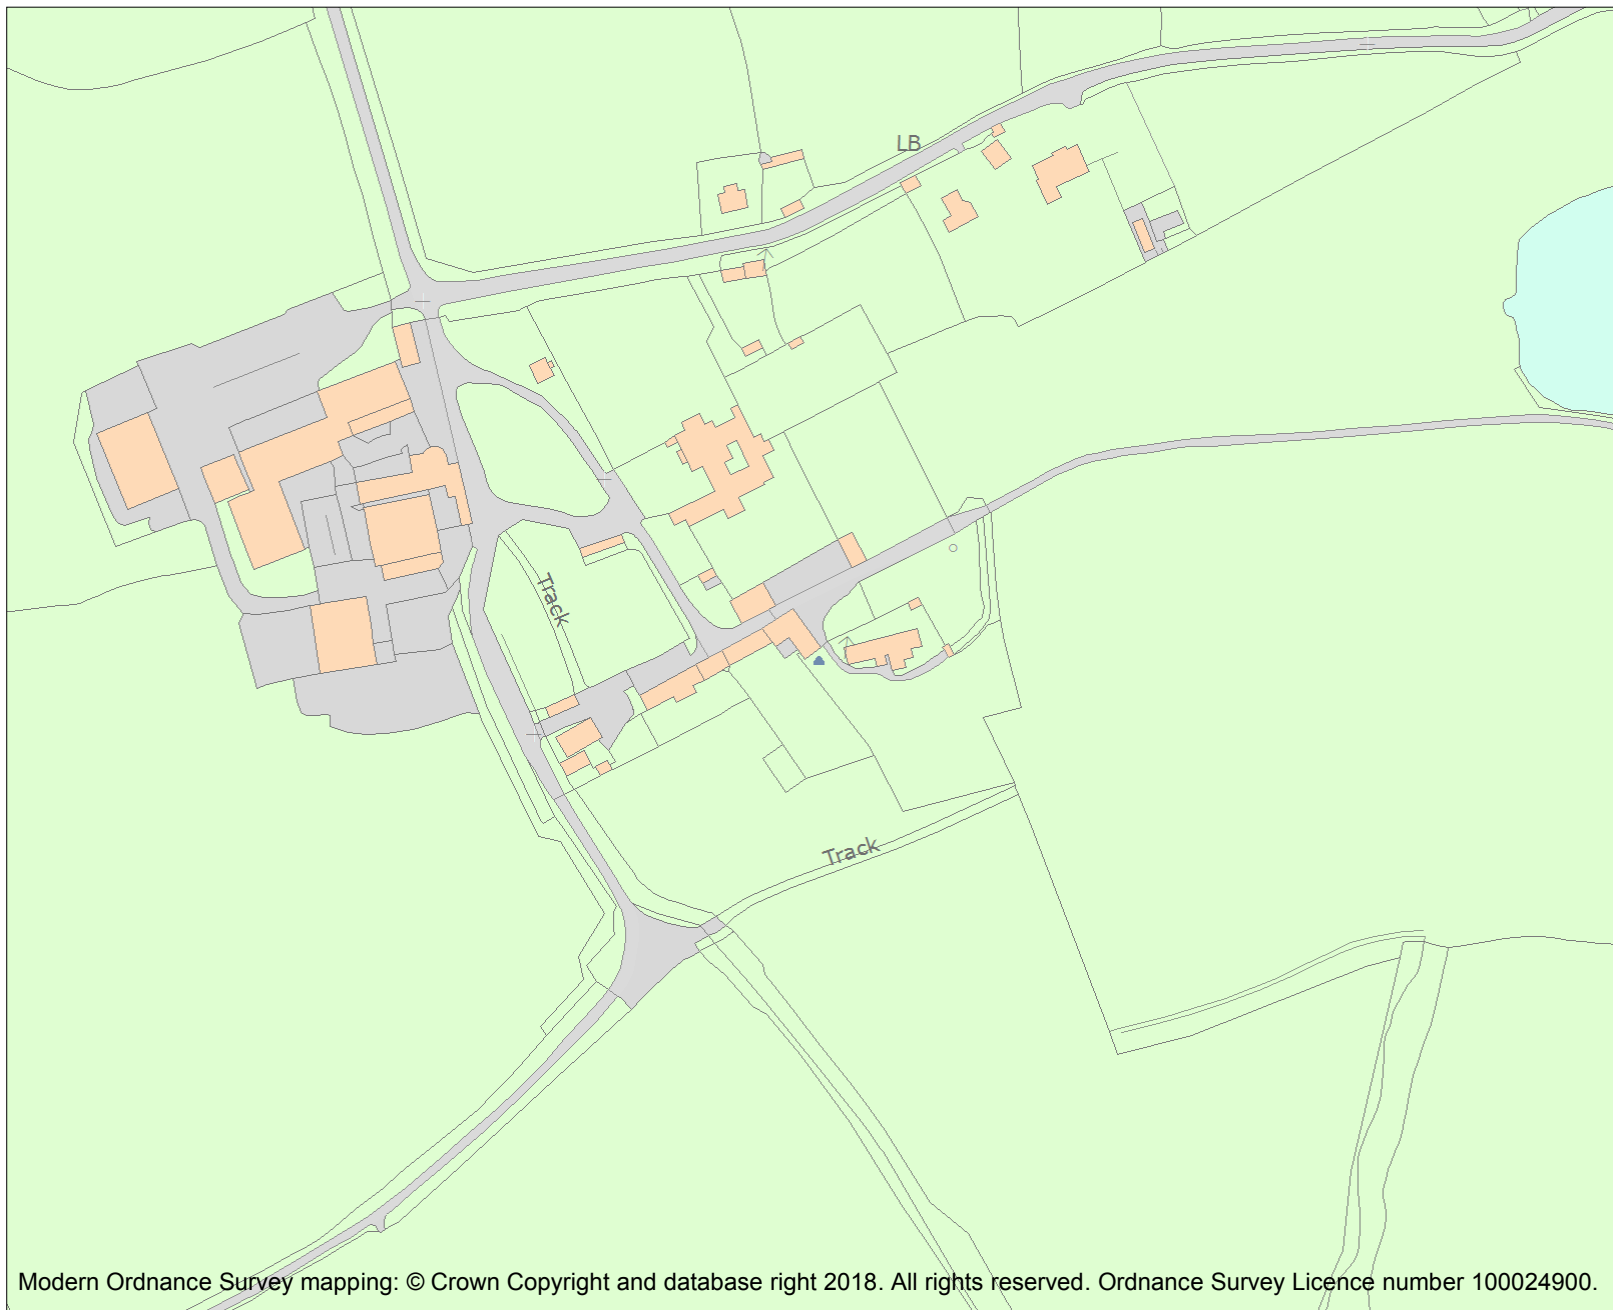 LB
Track
Track
Modern Ordnance Survey mapping: © Crown Copyright and database right 2018. All rights reserved. Ordnance Survey Licence number 100024900.